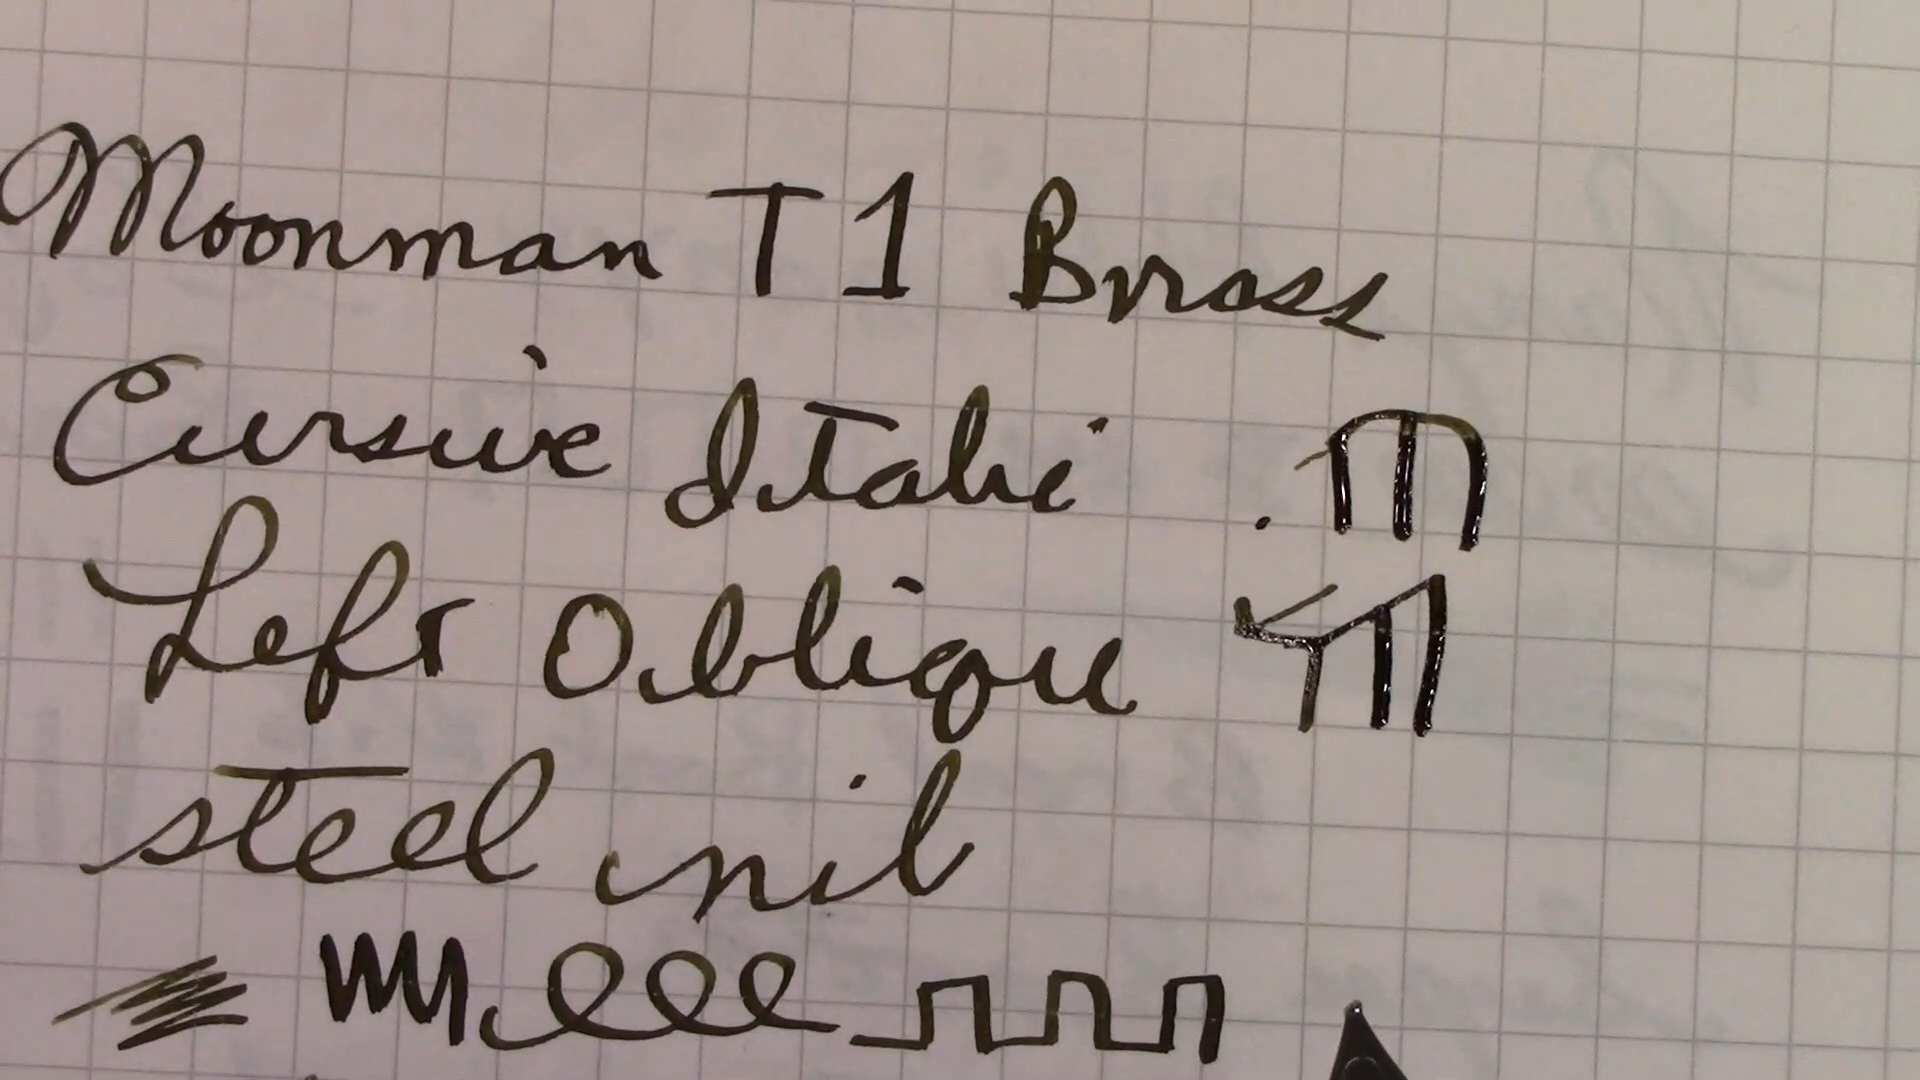 Moonman T1 Brass
Cursive Italic
Left Oblique
steel nib